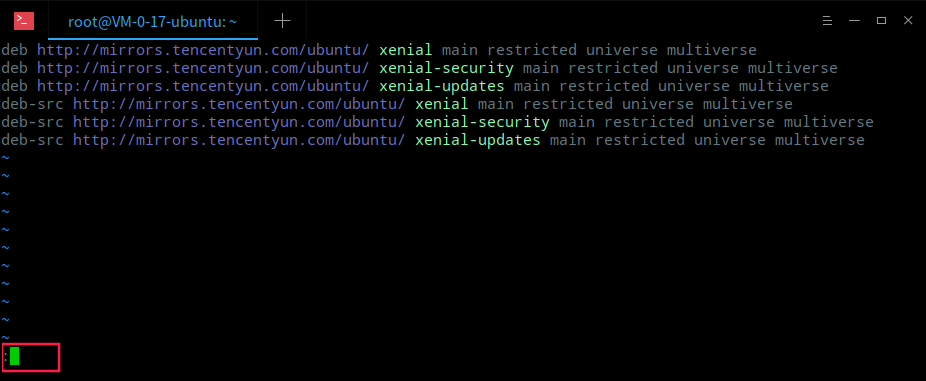 root@VM-0-17-ubuntu: ~
deb http://mirrors.tencentyun.com/ubuntu/ xenial main restricted universe multiverse
deb http://mirrors.tencentyun.com/ubuntu/ xenial-security main restricted universe multiverse
deb http://mirrors.tencentyun.com/ubuntu/ xenial-updates main restricted universe multiverse
deb-src http://mirrors.tencentyun.com/ubuntu/ xenial main restricted universe multiverse
deb-src http://mirrors.tencentyun.com/ubuntu/ xenial-security main restricted universe multiverse
deb-src http://mirrors.tencentyun.com/ubuntu/ xenial-updates main restricted universe multiverse
~
~
~
~
~
~
~
~
~
~
~
: